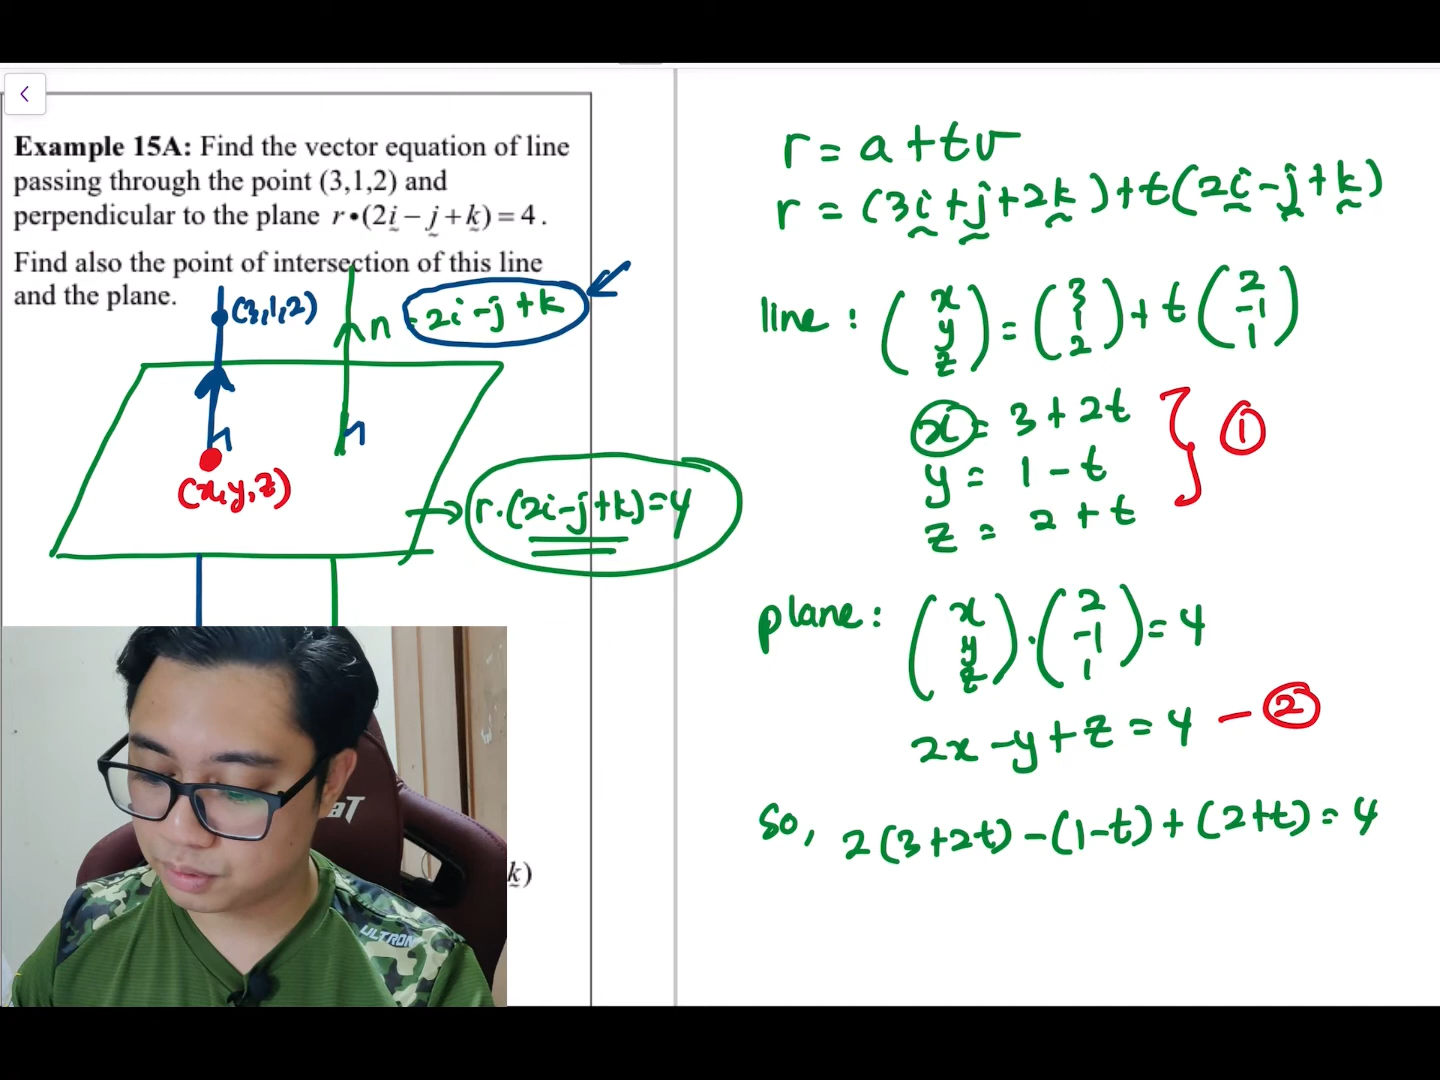 Example 15A: Find the vector equation of line
passing through the point (3,1,2) and
perpendicular to the plane r•(2i − j + k) = 4.
Find also the point of intersection of this line
and the plane.
(3,1,2)
n = 2i - j + k
(x,y,z)
r·(2i-j+k)=4
k)
aT
ULTRON
r = a + tv
r = (3i + j + 2k) + t(2i - j + k)
line : (x y z) = (3 1 2) + t (2 -1 1)
x = 3 + 2t
y = 1 - t
z = 2 + t
①
plane : (x y z) · (2 -1 1) = 4
2x - y + z = 4 — ②
So, 2(3+2t) - (1-t) + (2+t) = 4